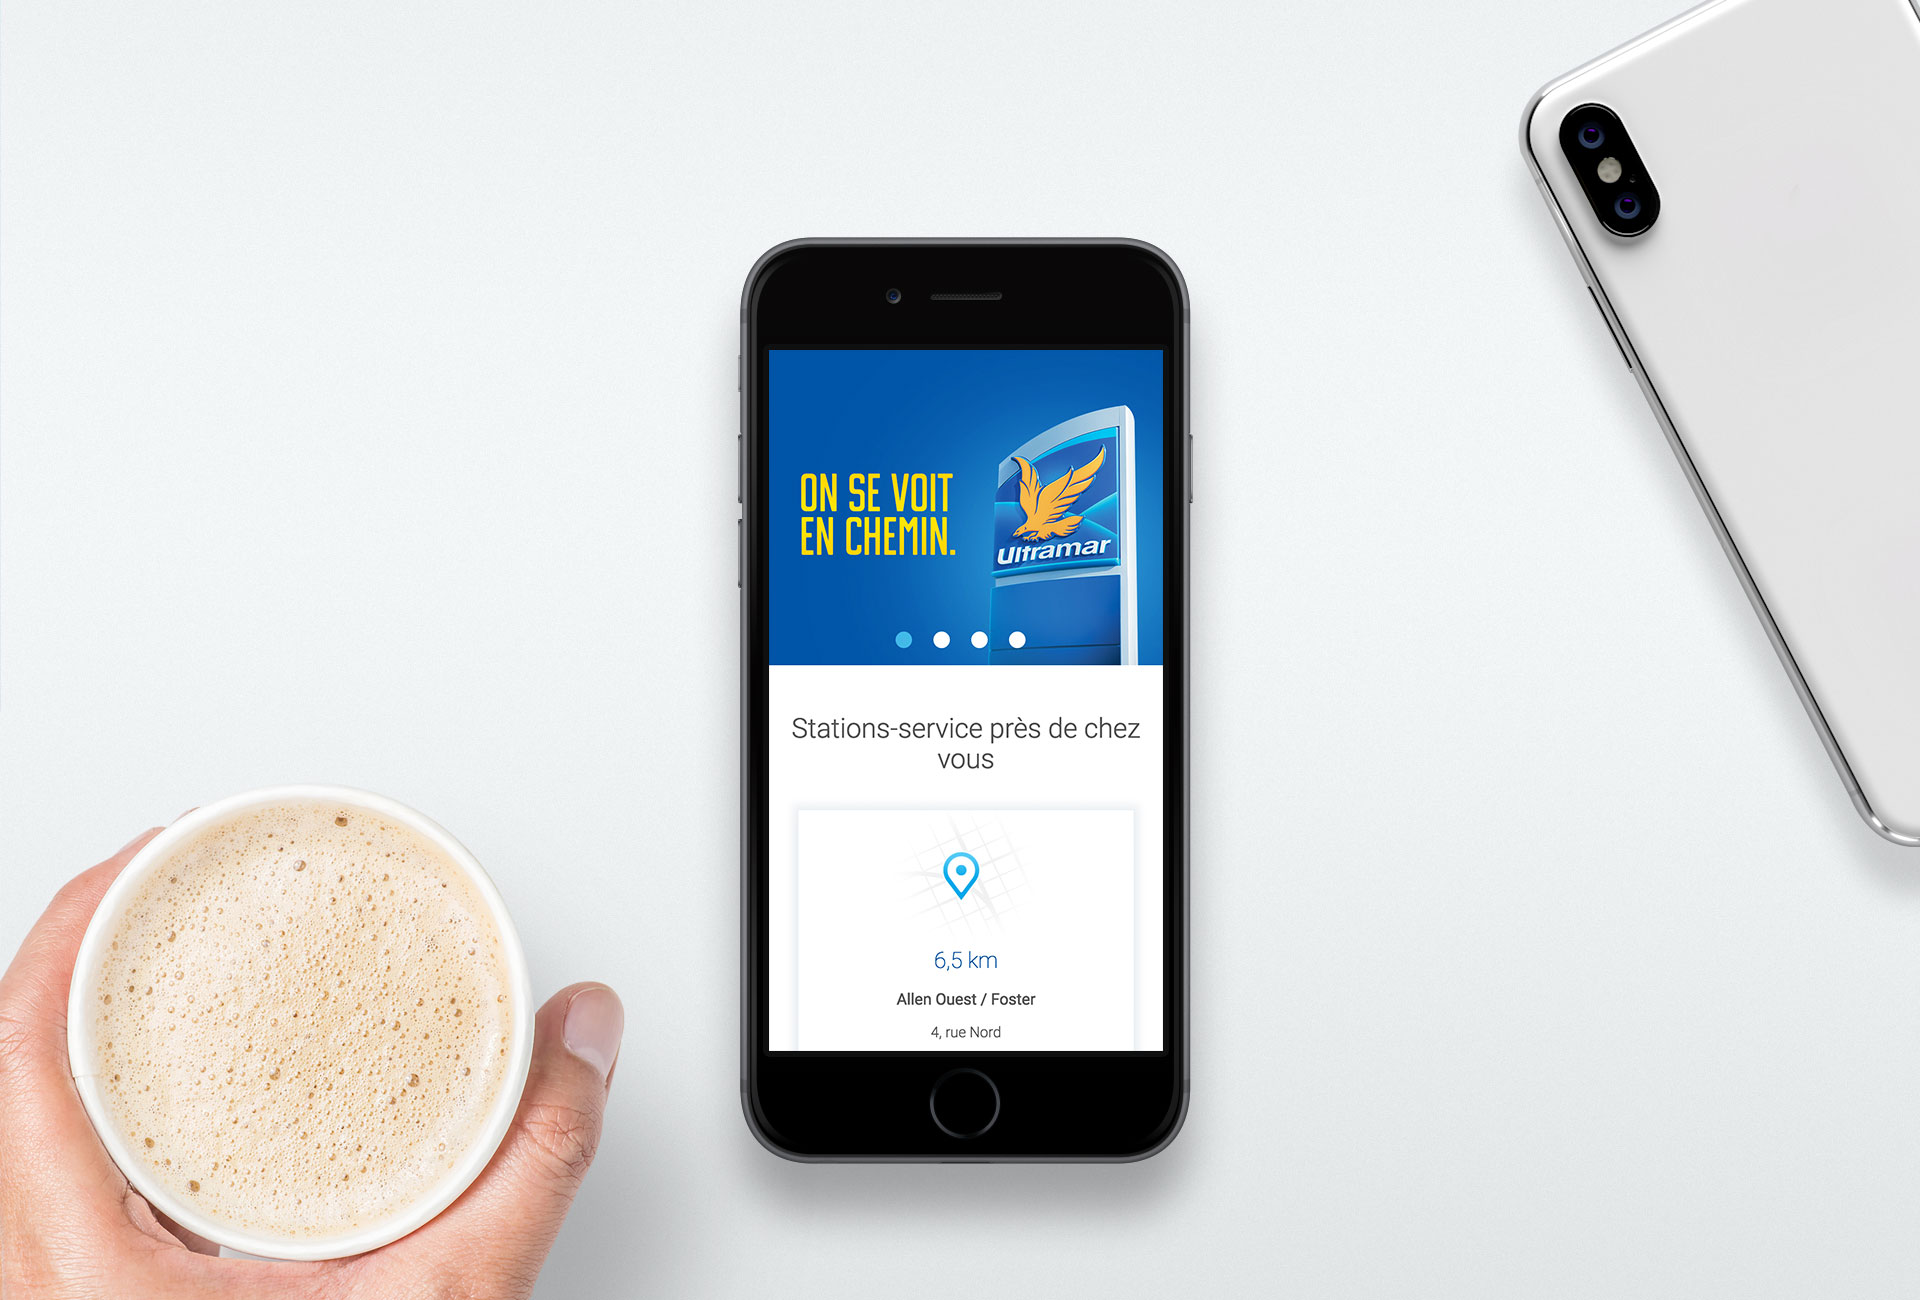 ON SE VOIT
EN CHEMIN.
Ultramar
Stations-service près de chez
vous
6,5 km
Allen Ouest / Foster
4, rue Nord